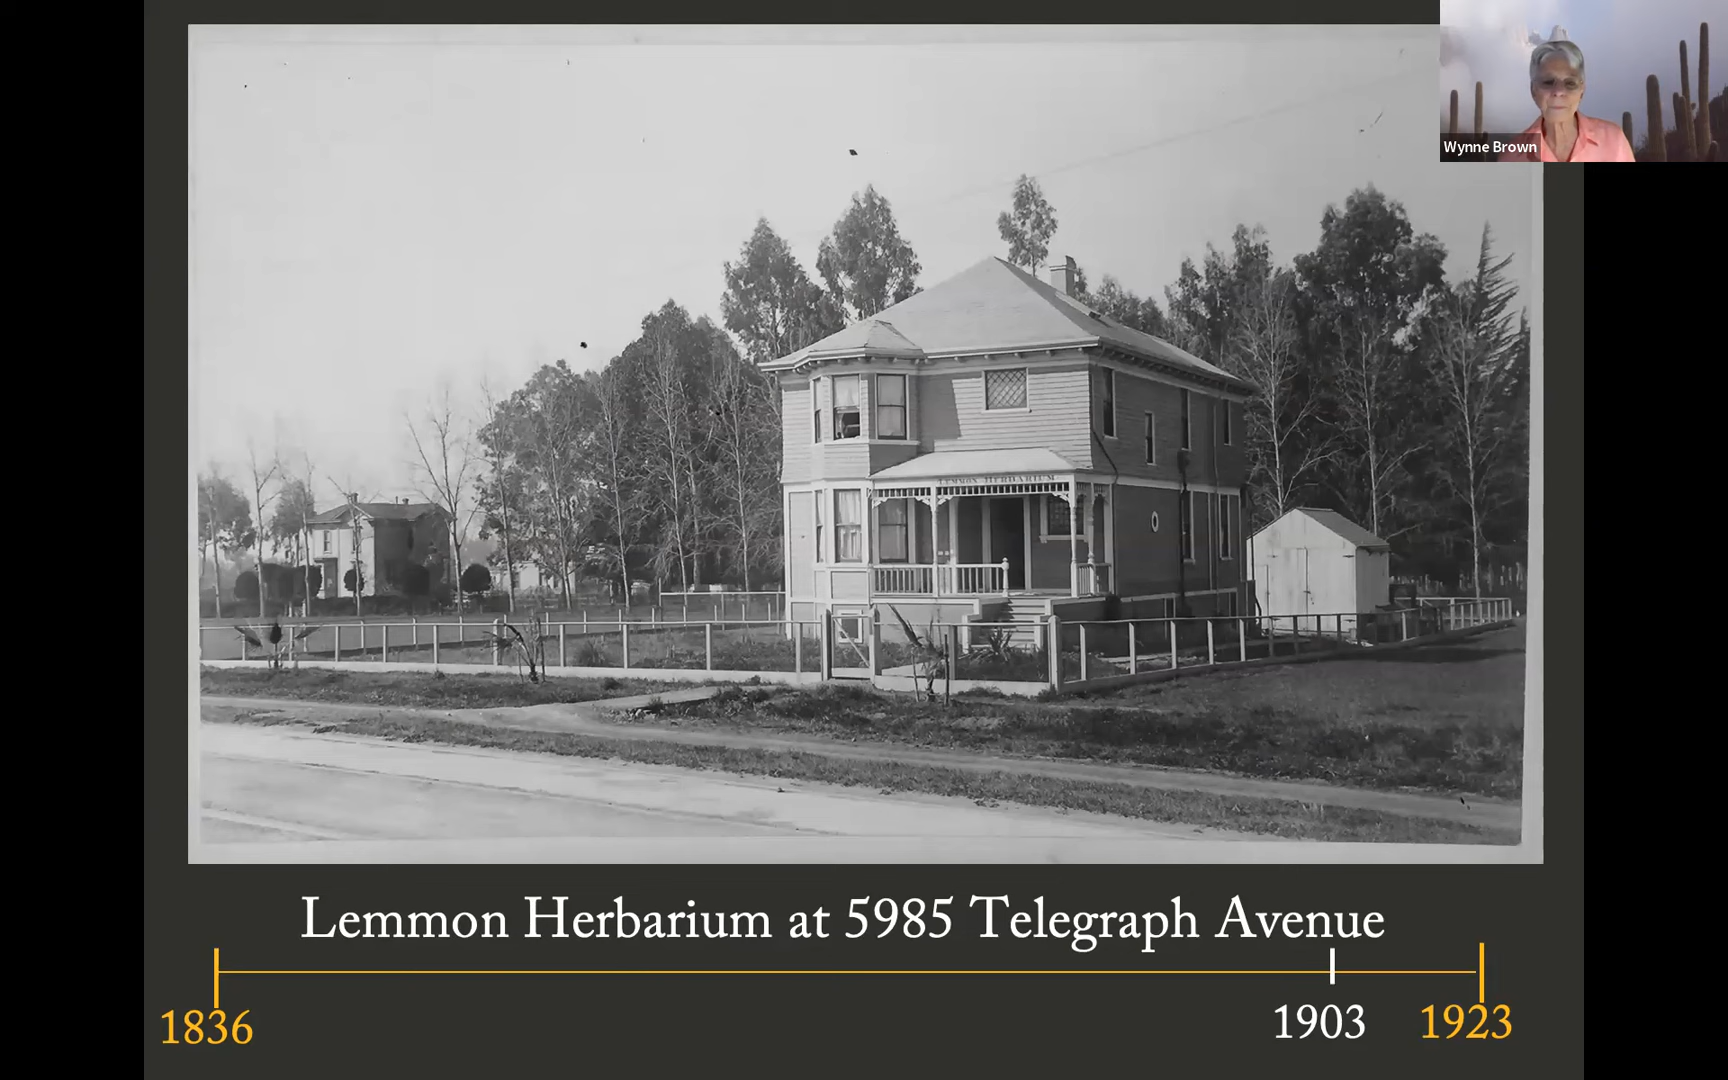 Wynne Brown
LEMMON HERBARIUM
Lemmon Herbarium at 5985 Telegraph Avenue
1836
1903
1923